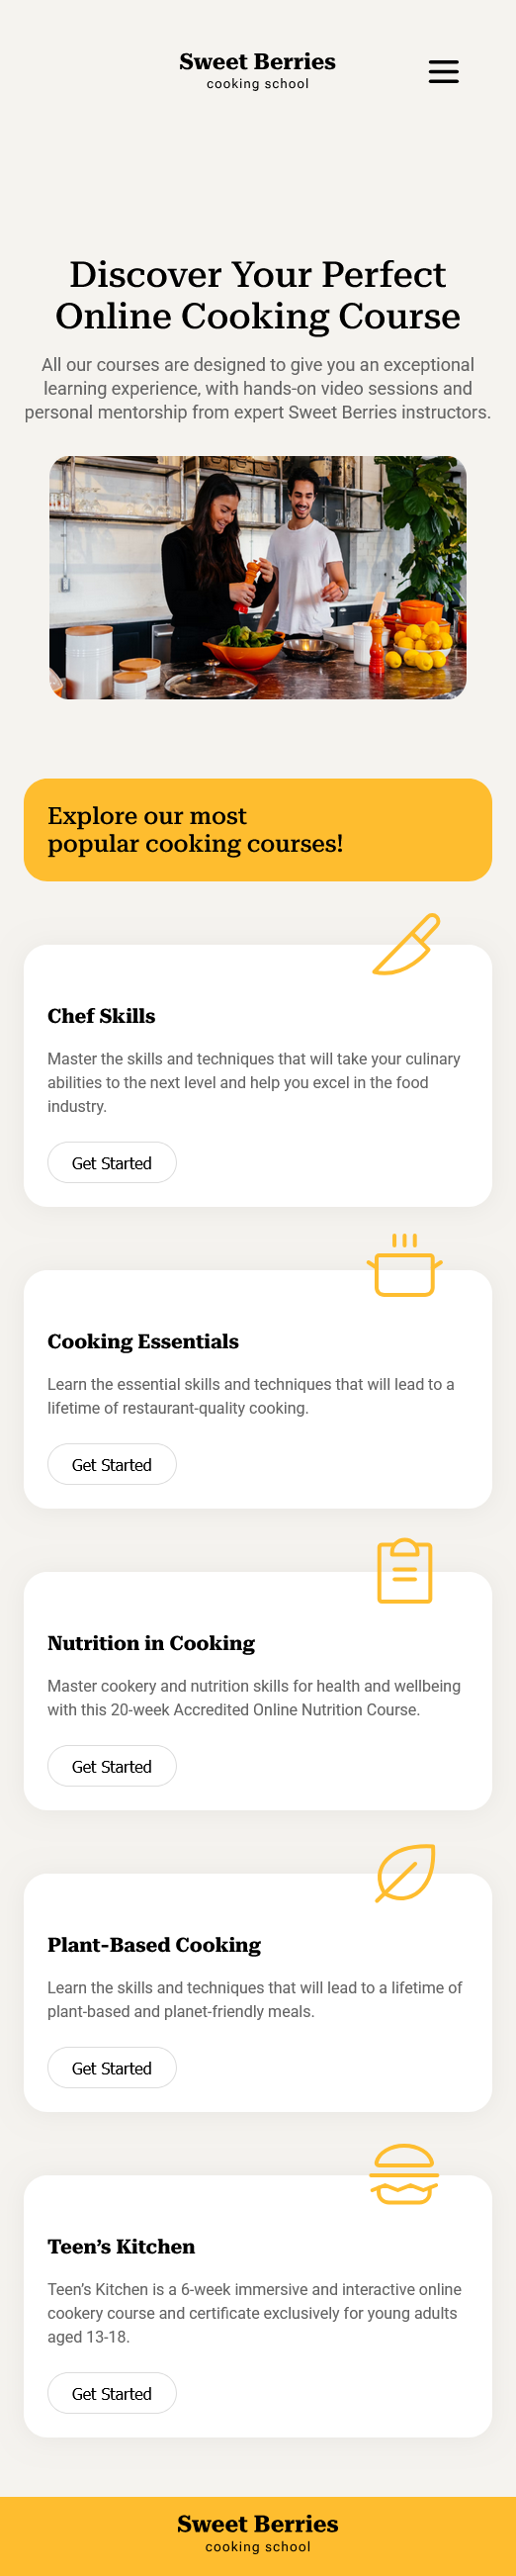 Sweet Berries
cooking school
Discover Your Perfect
Online Cooking Course
All our courses are designed to give you an exceptional
learning experience, with hands-on video sessions and
personal mentorship from expert Sweet Berries instructors.
Explore our most
popular cooking courses!
Chef Skills
Master the skills and techniques that will take your culinary
abilities to the next level and help you excel in the food
industry.
Get Started
Cooking Essentials
Learn the essential skills and techniques that will lead to a
lifetime of restaurant-quality cooking.
Get Started
Nutrition in Cooking
Master cookery and nutrition skills for health and wellbeing
with this 20-week Accredited Online Nutrition Course.
Get Started
Plant-Based Cooking
Learn the skills and techniques that will lead to a lifetime of
plant-based and planet-friendly meals.
Get Started
Teen’s Kitchen
Teen’s Kitchen is a 6-week immersive and interactive online
cookery course and certificate exclusively for young adults
aged 13-18.
Get Started
Sweet Berries
cooking school